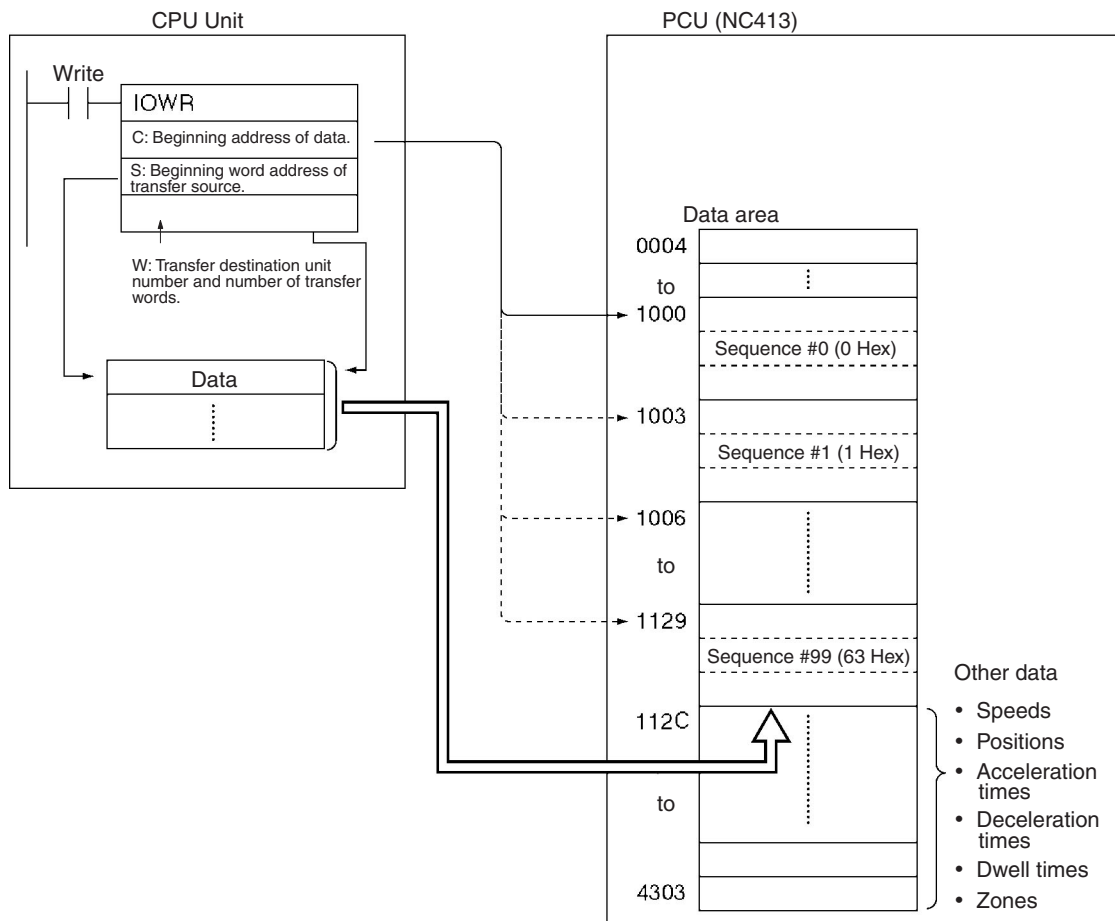 CPU Unit
PCU (NC413)
Write
IOWR
C: Beginning address of data.
S: Beginning word address of
transfer source.
W: Transfer destination unit
number and number of transfer
words.
Data
Data area
0004
to
1000
Sequence #0 (0 Hex)
1003
Sequence #1 (1 Hex)
1006
to
1129
Sequence #99 (63 Hex)
112C
to
4303
Other data
• Speeds
• Positions
• Acceleration
times
• Deceleration
times
• Dwell times
• Zones